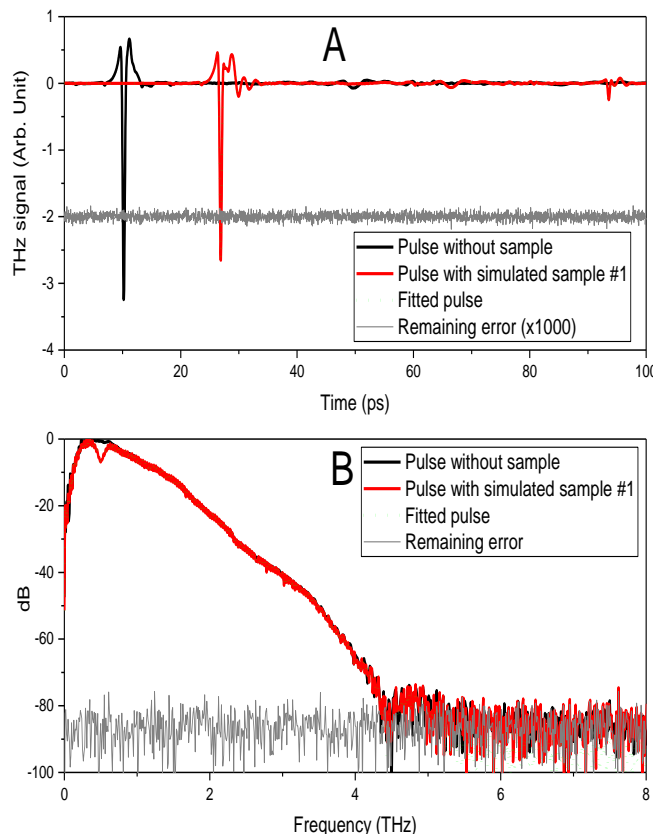 1
A
0
-1
-2
-3
-4
THz signal (Arb. Unit)
Pulse without sample
Pulse with simulated sample #1
Fitted pulse
Remaining error (x1000)
0 20 40 60 80 100
Time (ps)
0
B
-20
-40
-60
-80
-100
dB
Pulse without sample
Pulse with simulated sample #1
Fitted pulse
Remaining error
0 2 4 6 8
Frequency (THz)